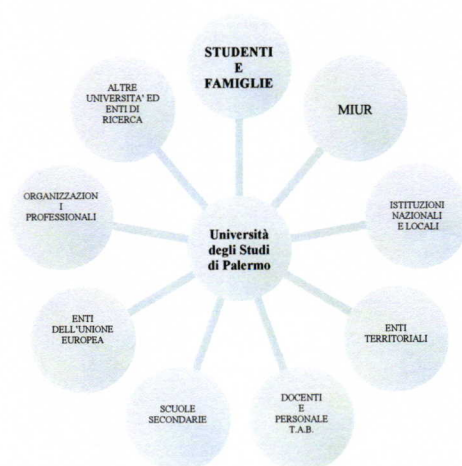 STUDENTI
E
FAMIGLIE
MIUR
ISTITUZIONI
NAZIONALI
E LOCALI
ENTI
TERRITORIALI
DOCENTI
E
PERSONALE
T.A.B.
SCUOLE
SECONDARIE
ENTI
DELL'UNIONE
EUROPEA
ORGANIZZAZION
I
PROFESSIONALI
ALTRE
UNIVERSITA' ED
ENTI DI
RICERCA
Università
degli Studi
di Palermo